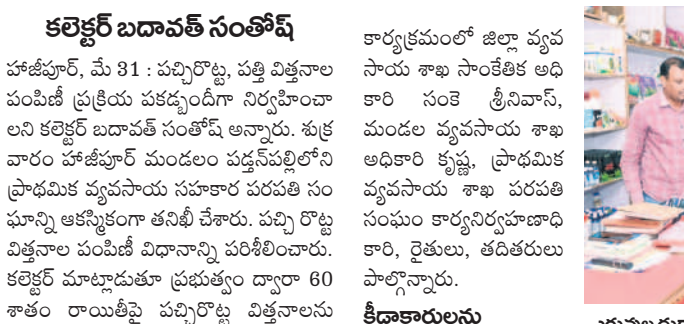 కలెక్టర్ బదావత్ సంతోష్
హాజీపూర్, మే 31 : పచ్చిరొట్ట, పత్తి విత్తనాల
పంపిణీ ప్రక్రియ పకడ్బందీగా నిర్వహించా
లని కలెక్టర్ బదావత్ సంతోష్ అన్నారు. శుక్ర
వారం హాజీపూర్ మండలం పడ్తన్‌పల్లిలోని
ప్రాథమిక వ్యవసాయ సహకార పరపతి సం
ఘాన్ని ఆకస్మికంగా తనిఖీ చేశారు. పచ్చి రొట్ట
విత్తనాల పంపిణీ విధానాన్ని పరిశీలించారు.
కలెక్టర్ మాట్లాడుతూ ప్రభుత్వం ద్వారా 60
శాతం రాయితీపై పచ్చిరొట్ట విత్తనాలను
కార్యక్రమంలో జిల్లా వ్యవ
సాయ శాఖ సాంకేతిక అధి
కారి సంకె శ్రీనివాస్,
మండల వ్యవసాయ శాఖ
అధికారి కృష్ణ, ప్రాథమిక
వ్యవసాయ శాఖ పరపతి
సంఘం కార్యనిర్వహణాధి
కారి, రైతులు, తదితరులు
పాల్గొన్నారు.
క్రీడాకారులను